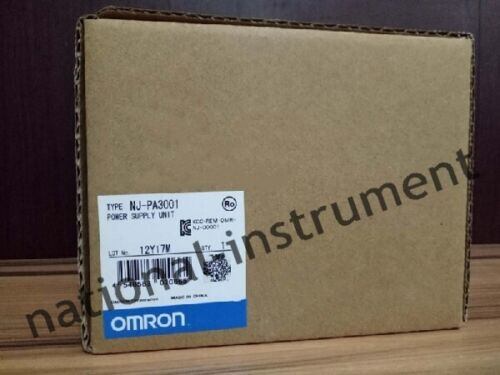 TYPE NJ-PA3001
POWER SUPPLY UNIT
Ro
KCC-REM-OMR-
NJ-00001
LOT No. 12Y17M
QTY. 1
MADE IN CHINA
OMRON
national instrument